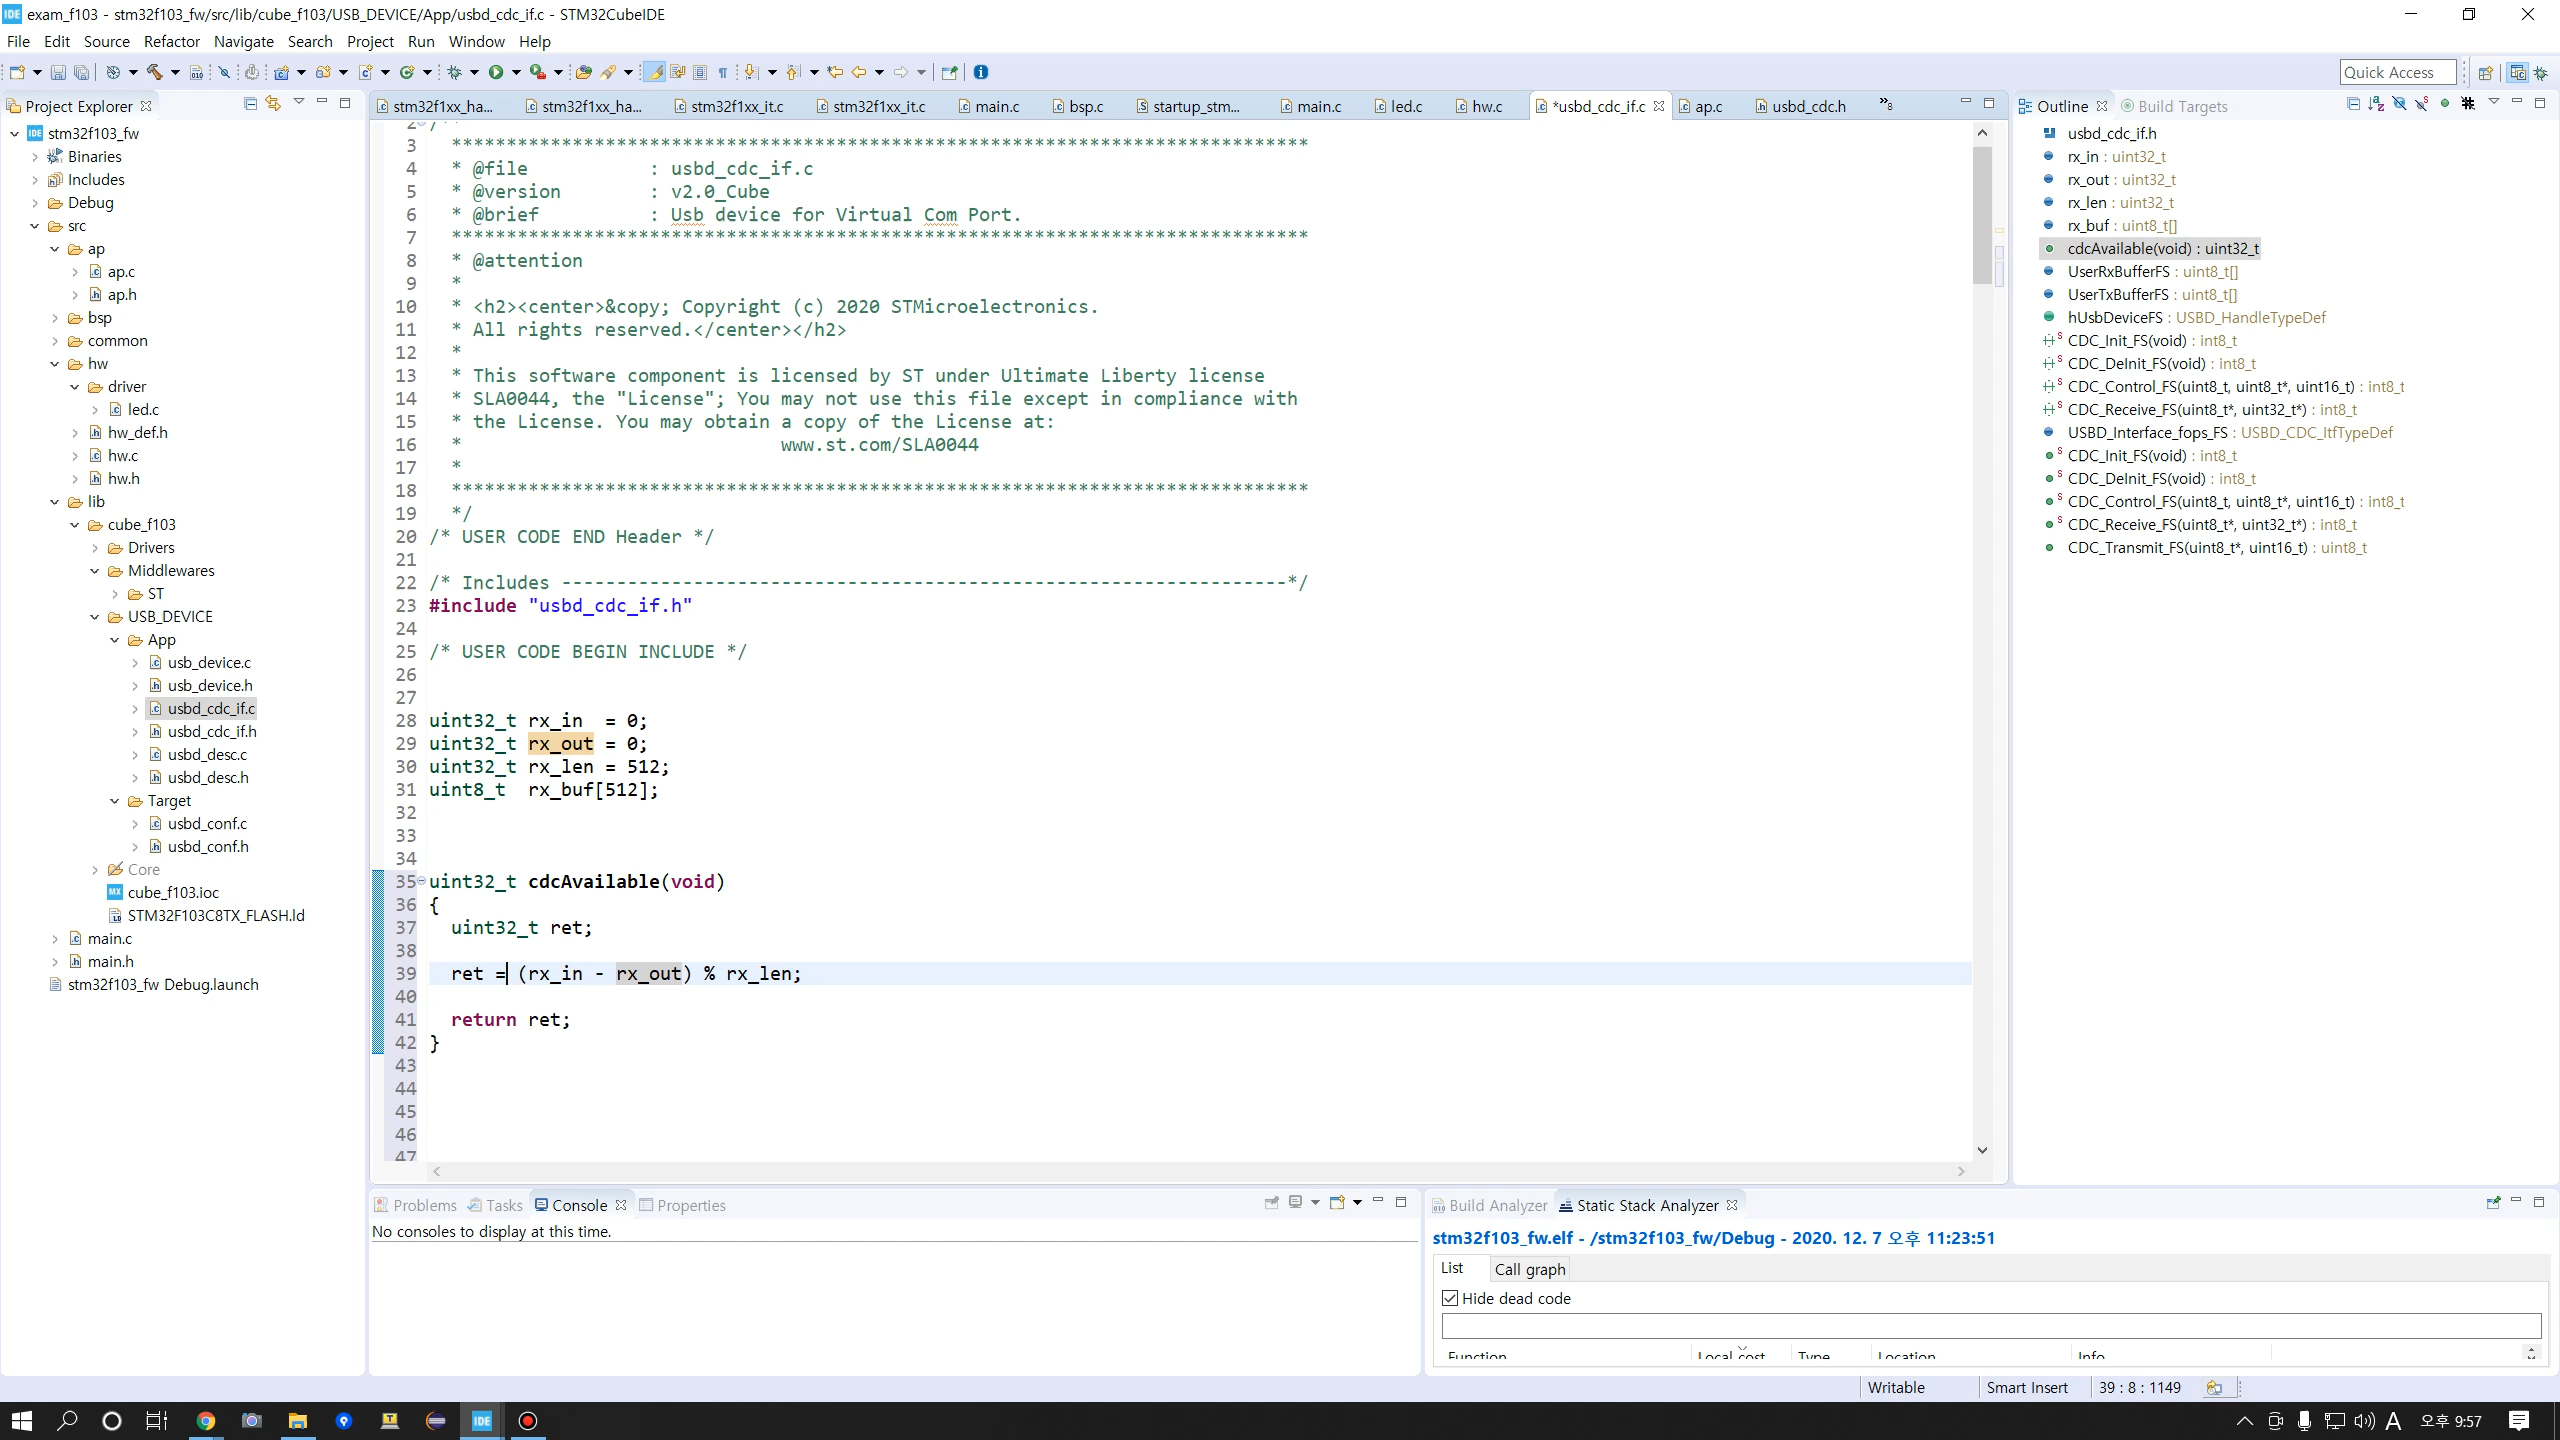 IDE exam_f103 - stm32f103_fw/src/lib/cube_f103/USB_DEVICE/App/usbd_cdc_if.c - STM32CubeIDE
File Edit Source Refactor Navigate Search Project Run Window Help
Quick Access
Project Explorer
stm32f103_fw
Binaries
Includes
Debug
src
ap
ap.c
ap.h
bsp
common
hw
driver
led.c
hw_def.h
hw.c
hw.h
lib
cube_f103
Drivers
Middlewares
ST
USB_DEVICE
App
usb_device.c
usb_device.h
usbd_cdc_if.c
usbd_cdc_if.h
usbd_desc.c
usbd_desc.h
Target
usbd_conf.c
usbd_conf.h
Core
cube_f103.ioc
STM32F103C8TX_FLASH.ld
main.c
main.h
stm32f103_fw Debug.launch
stm32f1xx_ha... stm32f1xx_ha... stm32f1xx_it.c stm32f1xx_it.c main.c bsp.c startup_stm... main.c led.c hw.c *usbd_cdc_if.c ap.c usbd_cdc.h »8
2 /**
3 ******************************************************************************
4 * @file : usbd_cdc_if.c
5 * @version : v2.0_Cube
6 * @brief : Usb device for Virtual Com Port.
7 ******************************************************************************
8 * @attention
9 *
10 * <h2><center>&copy; Copyright (c) 2020 STMicroelectronics.
11 * All rights reserved.</center></h2>
12 *
13 * This software component is licensed by ST under Ultimate Liberty license
14 * SLA0044, the "License"; You may not use this file except in compliance with
15 * the License. You may obtain a copy of the License at:
16 * www.st.com/SLA0044
17 *
18 ******************************************************************************
19 */
20 /* USER CODE END Header */
21
22 /* Includes ------------------------------------------------------------------*/
23 #include "usbd_cdc_if.h"
24
25 /* USER CODE BEGIN INCLUDE */
26
27
28 uint32_t rx_in = 0;
29 uint32_t rx_out = 0;
30 uint32_t rx_len = 512;
31 uint8_t rx_buf[512];
32
33
34
35 uint32_t cdcAvailable(void)
36 {
37 uint32_t ret;
38
39 ret = (rx_in - rx_out) % rx_len;
40
41 return ret;
42 }
43
44
45
46
47
Outline Build Targets
usbd_cdc_if.h
rx_in : uint32_t
rx_out : uint32_t
rx_len : uint32_t
rx_buf : uint8_t[]
cdcAvailable(void) : uint32_t
UserRxBufferFS : uint8_t[]
UserTxBufferFS : uint8_t[]
hUsbDeviceFS : USBD_HandleTypeDef
CDC_Init_FS(void) : int8_t
CDC_DeInit_FS(void) : int8_t
CDC_Control_FS(uint8_t, uint8_t*, uint16_t) : int8_t
CDC_Receive_FS(uint8_t*, uint32_t*) : int8_t
USBD_Interface_fops_FS : USBD_CDC_ItfTypeDef
CDC_Init_FS(void) : int8_t
CDC_DeInit_FS(void) : int8_t
CDC_Control_FS(uint8_t, uint8_t*, uint16_t) : int8_t
CDC_Receive_FS(uint8_t*, uint32_t*) : int8_t
CDC_Transmit_FS(uint8_t*, uint16_t) : uint8_t
Problems Tasks Console Properties
No consoles to display at this time.
Build Analyzer Static Stack Analyzer
stm32f103_fw.elf - /stm32f103_fw/Debug - 2020. 12. 7 오후 11:23:51
List Call graph
Hide dead code
Function Local cost Type Location Info
Writable Smart Insert 39 : 8 : 1149
IDE A 오후 9:57